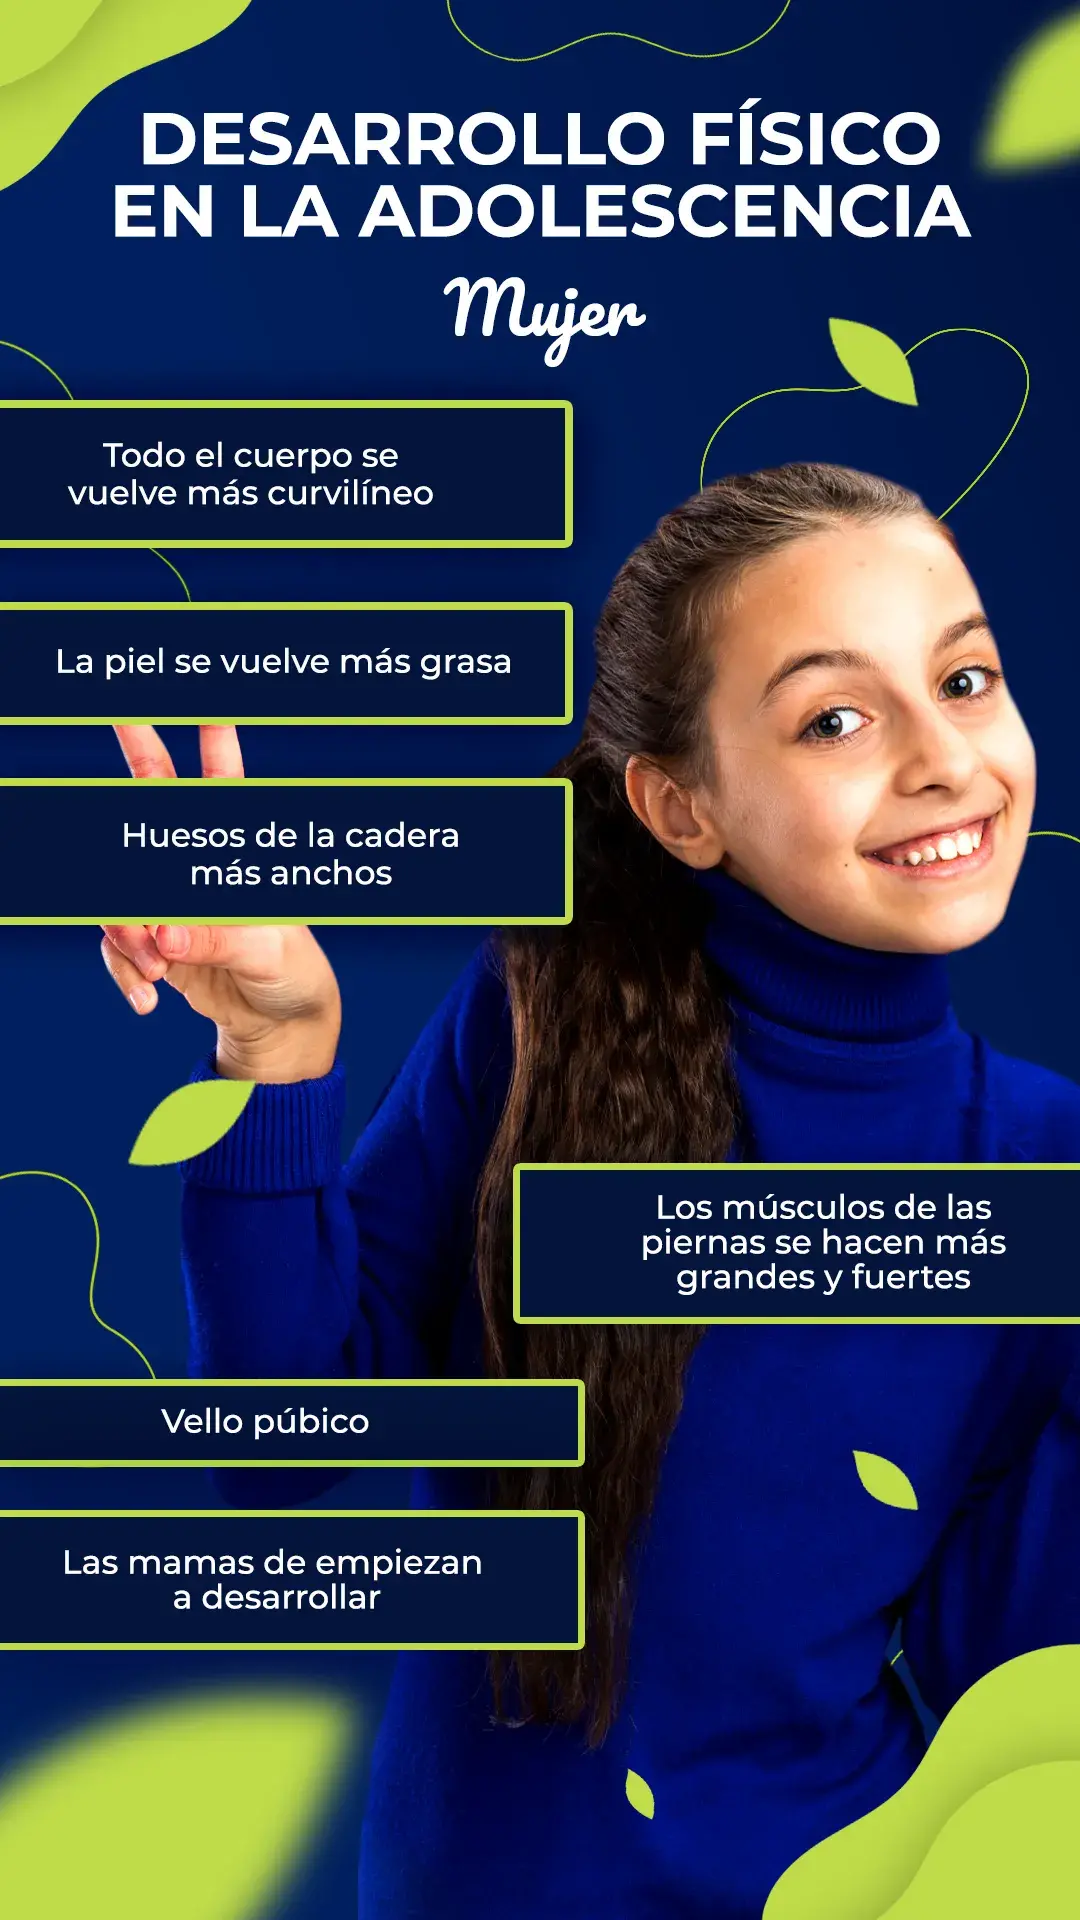 DESARROLLO FÍSICO
EN LA ADOLESCENCIA
Mujer
Todo el cuerpo se
vuelve más curvilíneo
La piel se vuelve más grasa
Huesos de la cadera
más anchos
Los músculos de las
piernas se hacen más
grandes y fuertes
Vello púbico
Las mamas de empiezan
a desarrollar